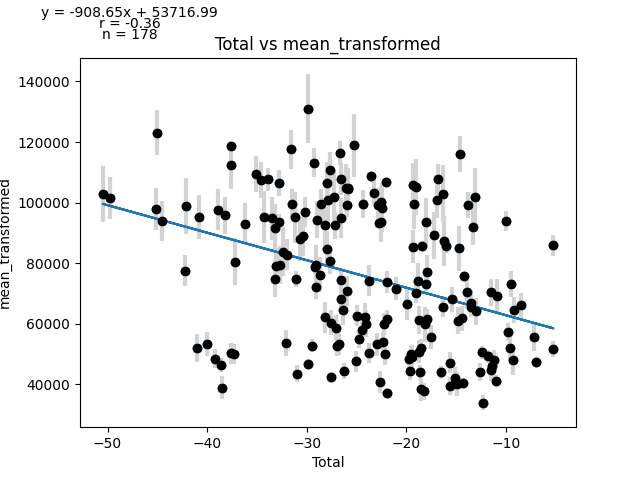 y = -908.65x + 53716.99
r = -0.36
n = 178
Total vs mean_transformed
140000
120000
100000
80000
60000
40000
mean_transformed
−50
−40
−30
−20
−10
Total